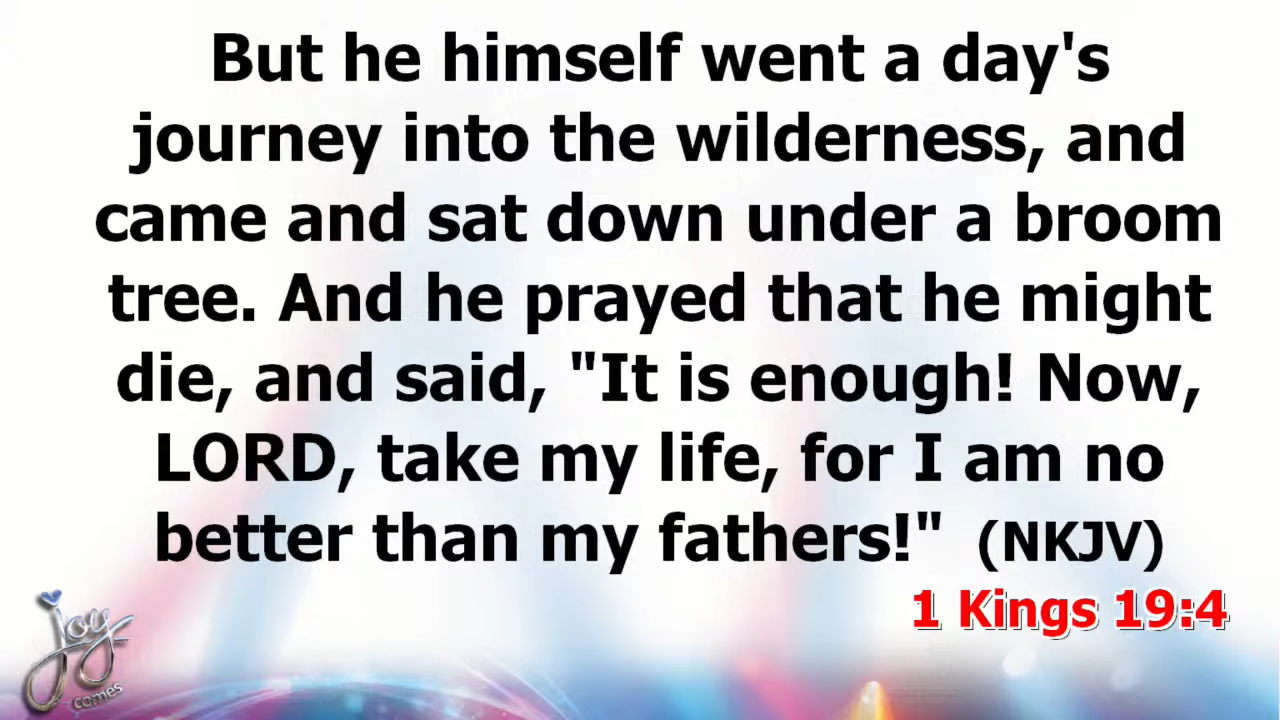 But he himself went a day's
journey into the wilderness, and
came and sat down under a broom
tree. And he prayed that he might
die, and said, "It is enough! Now,
LORD, take my life, for I am no
better than my fathers!" (NKJV)
1 Kings 19:4
joy
comes